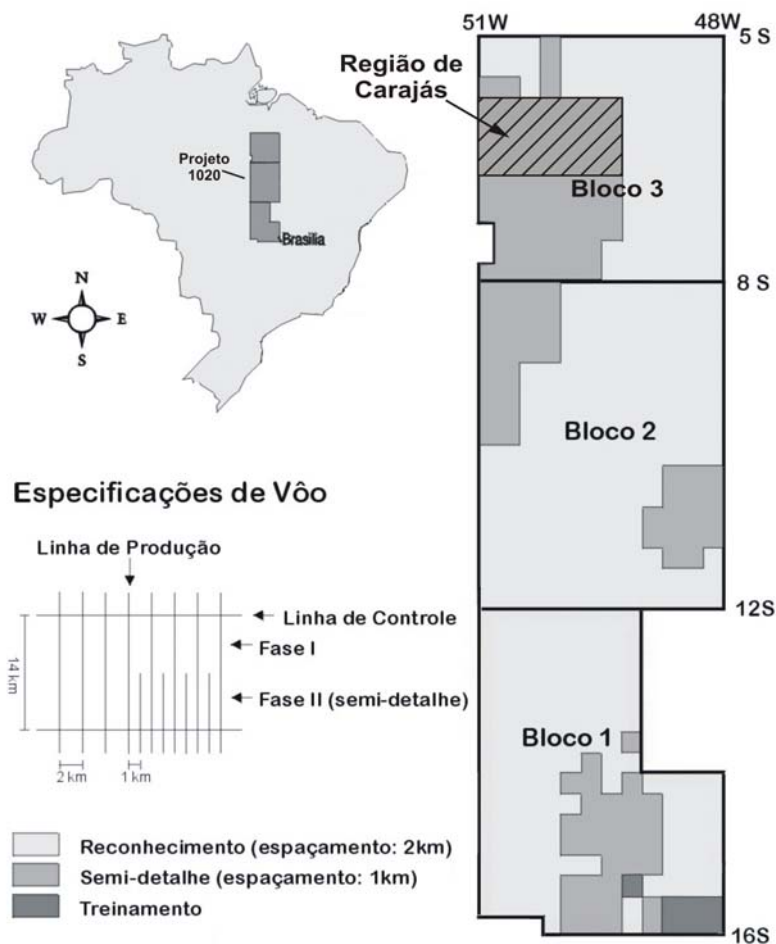 51W 48W
5 S
Região de
Carajás
Projeto
1020
Bloco 3
Brasília
N
W E
S
8 S
Bloco 2
Especificações de Vôo
Linha de Produção
12S
Linha de Controle
Fase I
14 km
Fase II (semi-detalhe)
Bloco 1
2 km 1 km
Reconhecimento (espaçamento: 2km)
Semi-detalhe (espaçamento: 1km)
Treinamento
16S